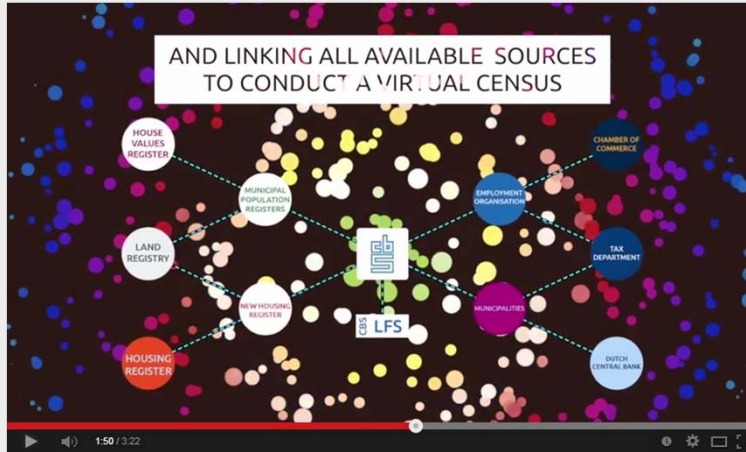 AND LINKING ALL AVAILABLE SOURCES
TO CONDUCT A VIRTUAL CENSUS
HOUSE
VALUES
REGISTER
CHAMBER OF
COMMERCE
MUNICIPAL
POPULATION
REGISTERS
EMPLOYMENT
ORGANISATION
LAND
REGISTRY
cbs
TAX
DEPARTMENT
NEW HOUSING
REGISTER
MUNICIPALITIES
CBS LFS
HOUSING
REGISTER
DUTCH
CENTRAL BANK
1:50 / 3:22